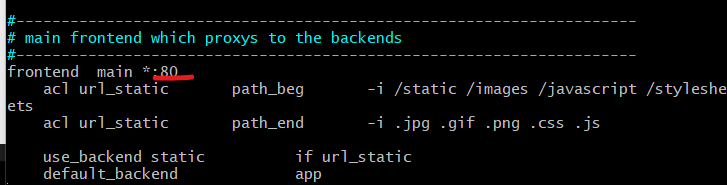 #---------------------------------------------------------------------
# main frontend which proxys to the backends
#---------------------------------------------------------------------
frontend  main *:80
    acl url_static       path_beg       -i /static /images /javascript /styleshe
ets
    acl url_static       path_end       -i .jpg .gif .png .css .js
    use_backend static          if url_static
    default_backend             app